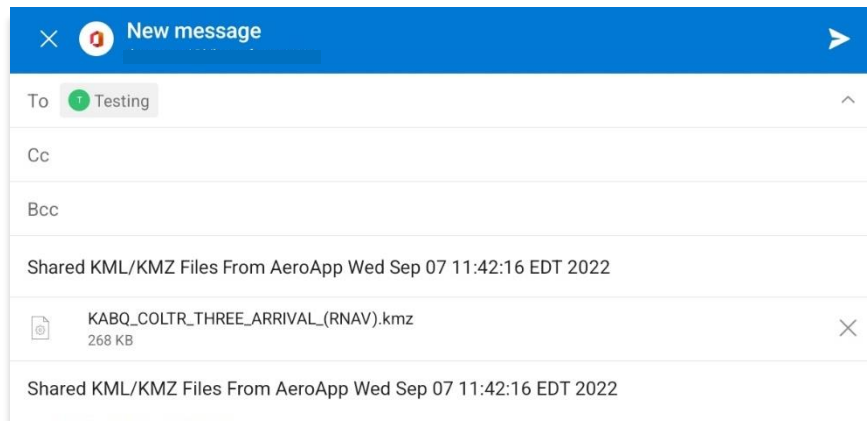 New message
To T Testing
Cc
Bcc
Shared KML/KMZ Files From AeroApp Wed Sep 07 11:42:16 EDT 2022
KABQ_COLTR_THREE_ARRIVAL_(RNAV).kmz
268 KB
Shared KML/KMZ Files From AeroApp Wed Sep 07 11:42:16 EDT 2022